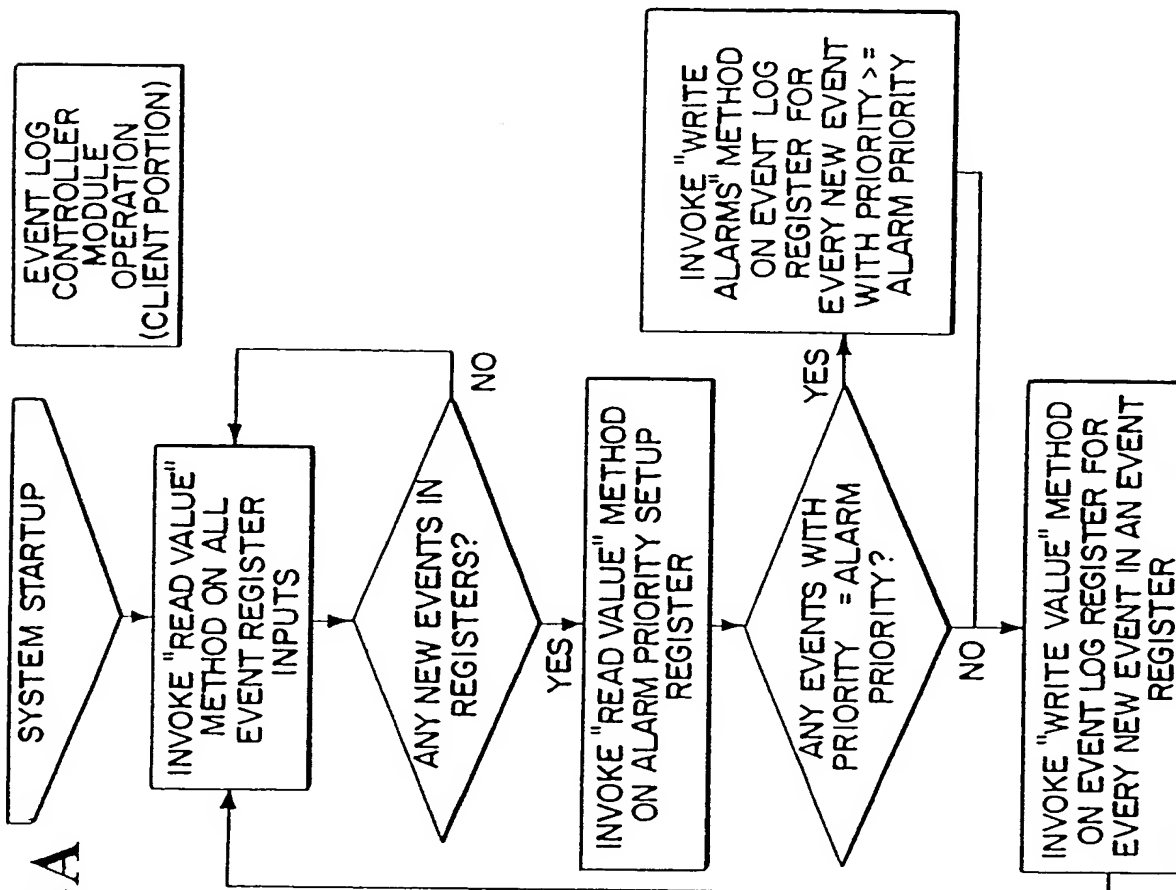 EVENT LOG
CONTROLLER
MODULE
OPERATION
(CLIENT PORTION)
SYSTEM STARTUP
INVOKE "READ VALUE"
METHOD ON ALL
EVENT REGISTER
INPUTS
ANY NEW EVENTS IN
REGISTERS?
NO
YES
INVOKE "READ VALUE" METHOD
ON ALARM PRIORITY SETUP
REGISTER
ANY EVENTS WITH
PRIORITY =ALARM
PRIORITY?
YES
INVOKE "WRITE
ALARMS" METHOD
ON EVENT LOG
REGISTER FOR
EVERY NEW EVENT
WITH PRIORITY >=
ALARM PRIORITY
NO
INVOKE "WRITE VALUE" METHOD
ON EVENT LOG REGISTER FOR
EVERY NEW EVENT IN AN EVENT
REGISTER
A